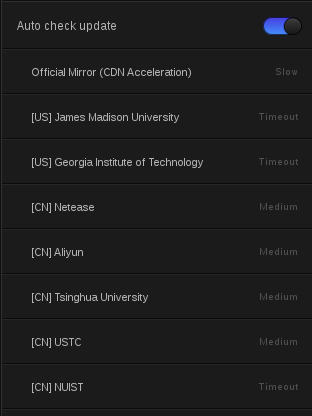 Auto check update
Official Mirror (CDN Acceleration) Slow
[US] James Madison University Timeout
[US] Georgia Institute of Technology Timeout
[CN] Netease Medium
[CN] Aliyun Medium
[CN] Tsinghua University Medium
[CN] USTC Medium
[CN] NUIST Timeout